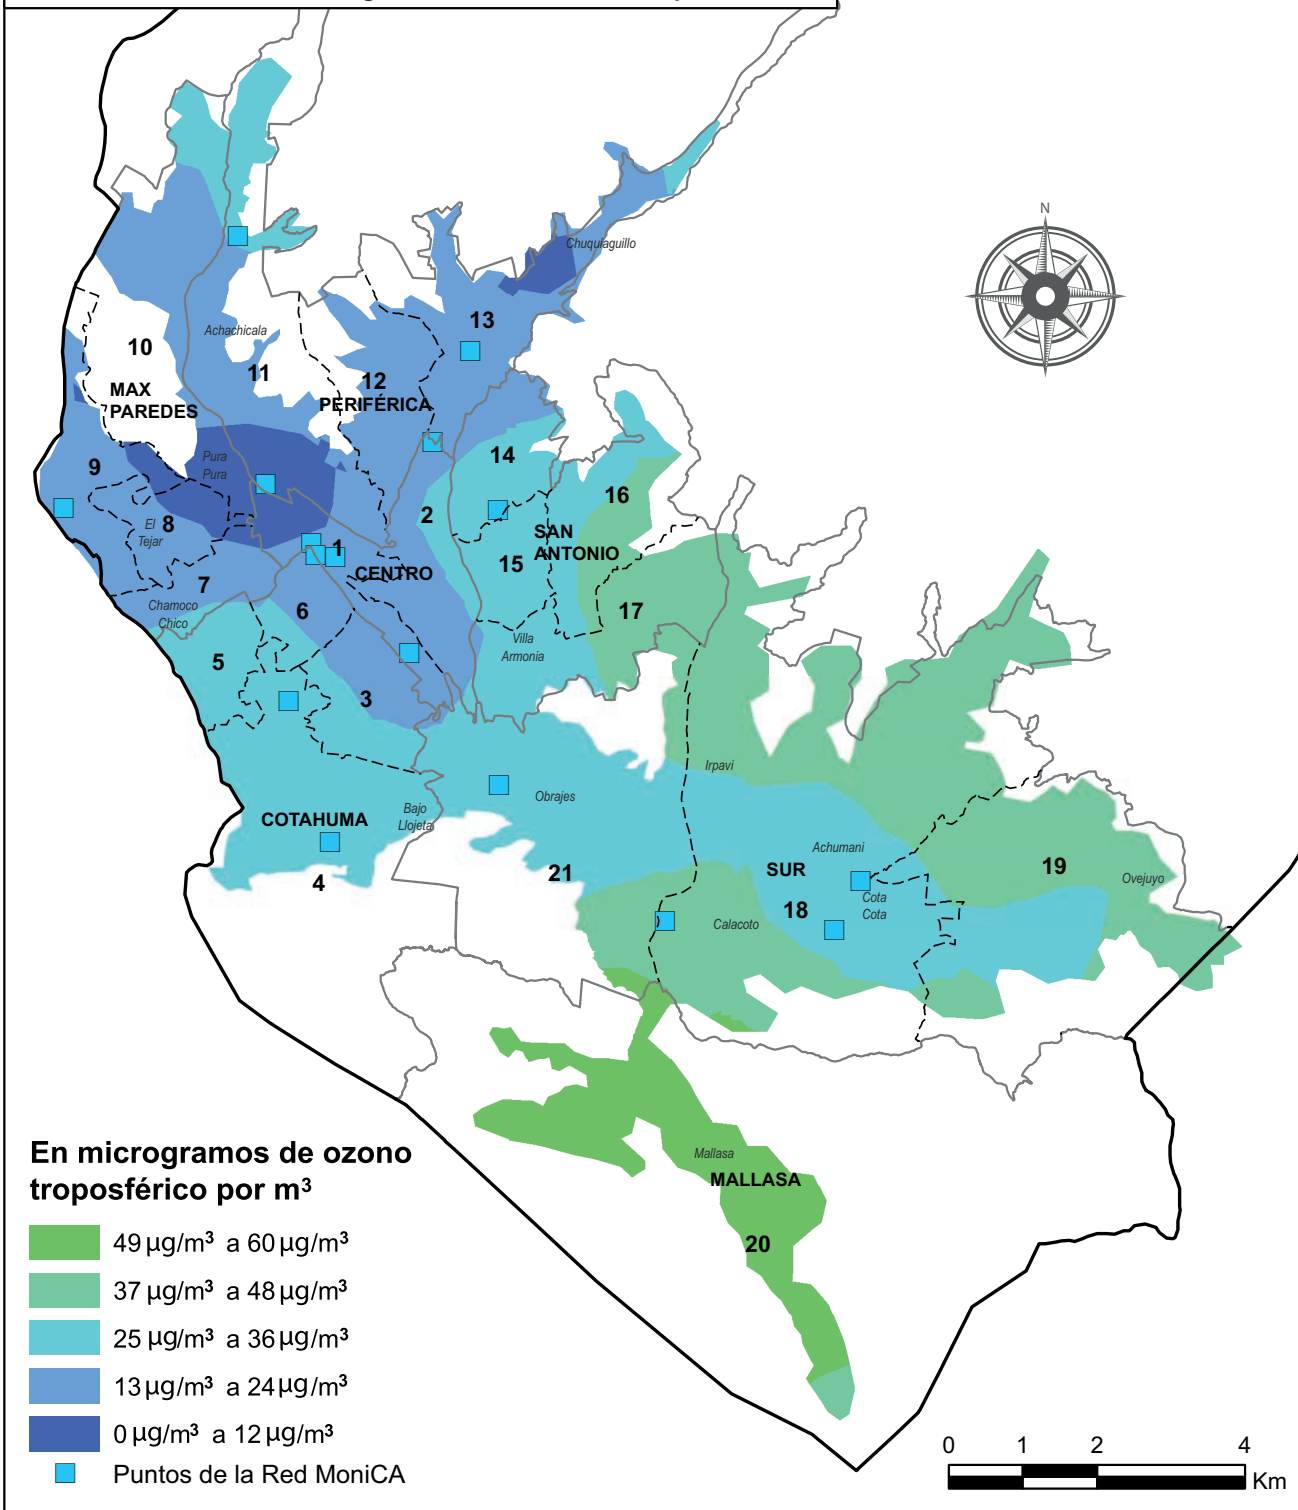 N
Chuquiaguillo
13
Achachicala
10
11
12
MAX
PAREDES
PERIFÉRICA
Pura
Pura
14
9
16
8
El
Tejar
2
SAN
ANTONIO
1
CENTRO
15
7
Chamoco
Chico
6
17
Villa
Armonia
5
3
Irpavi
Obrajes
Bajo
Llojeta
COTAHUMA
4
21
Achumani
SUR
19
Ovejuyo
Cota
Cota
18
Calacoto
Mallasa
MALLASA
20
En microgramos de ozono
troposférico por m³
49 µg/m³ a 60 µg/m³
37 µg/m³ a 48 µg/m³
25 µg/m³ a 36 µg/m³
13 µg/m³ a 24 µg/m³
0 µg/m³ a 12 µg/m³
Puntos de la Red MoniCA
0 1 2 4
Km